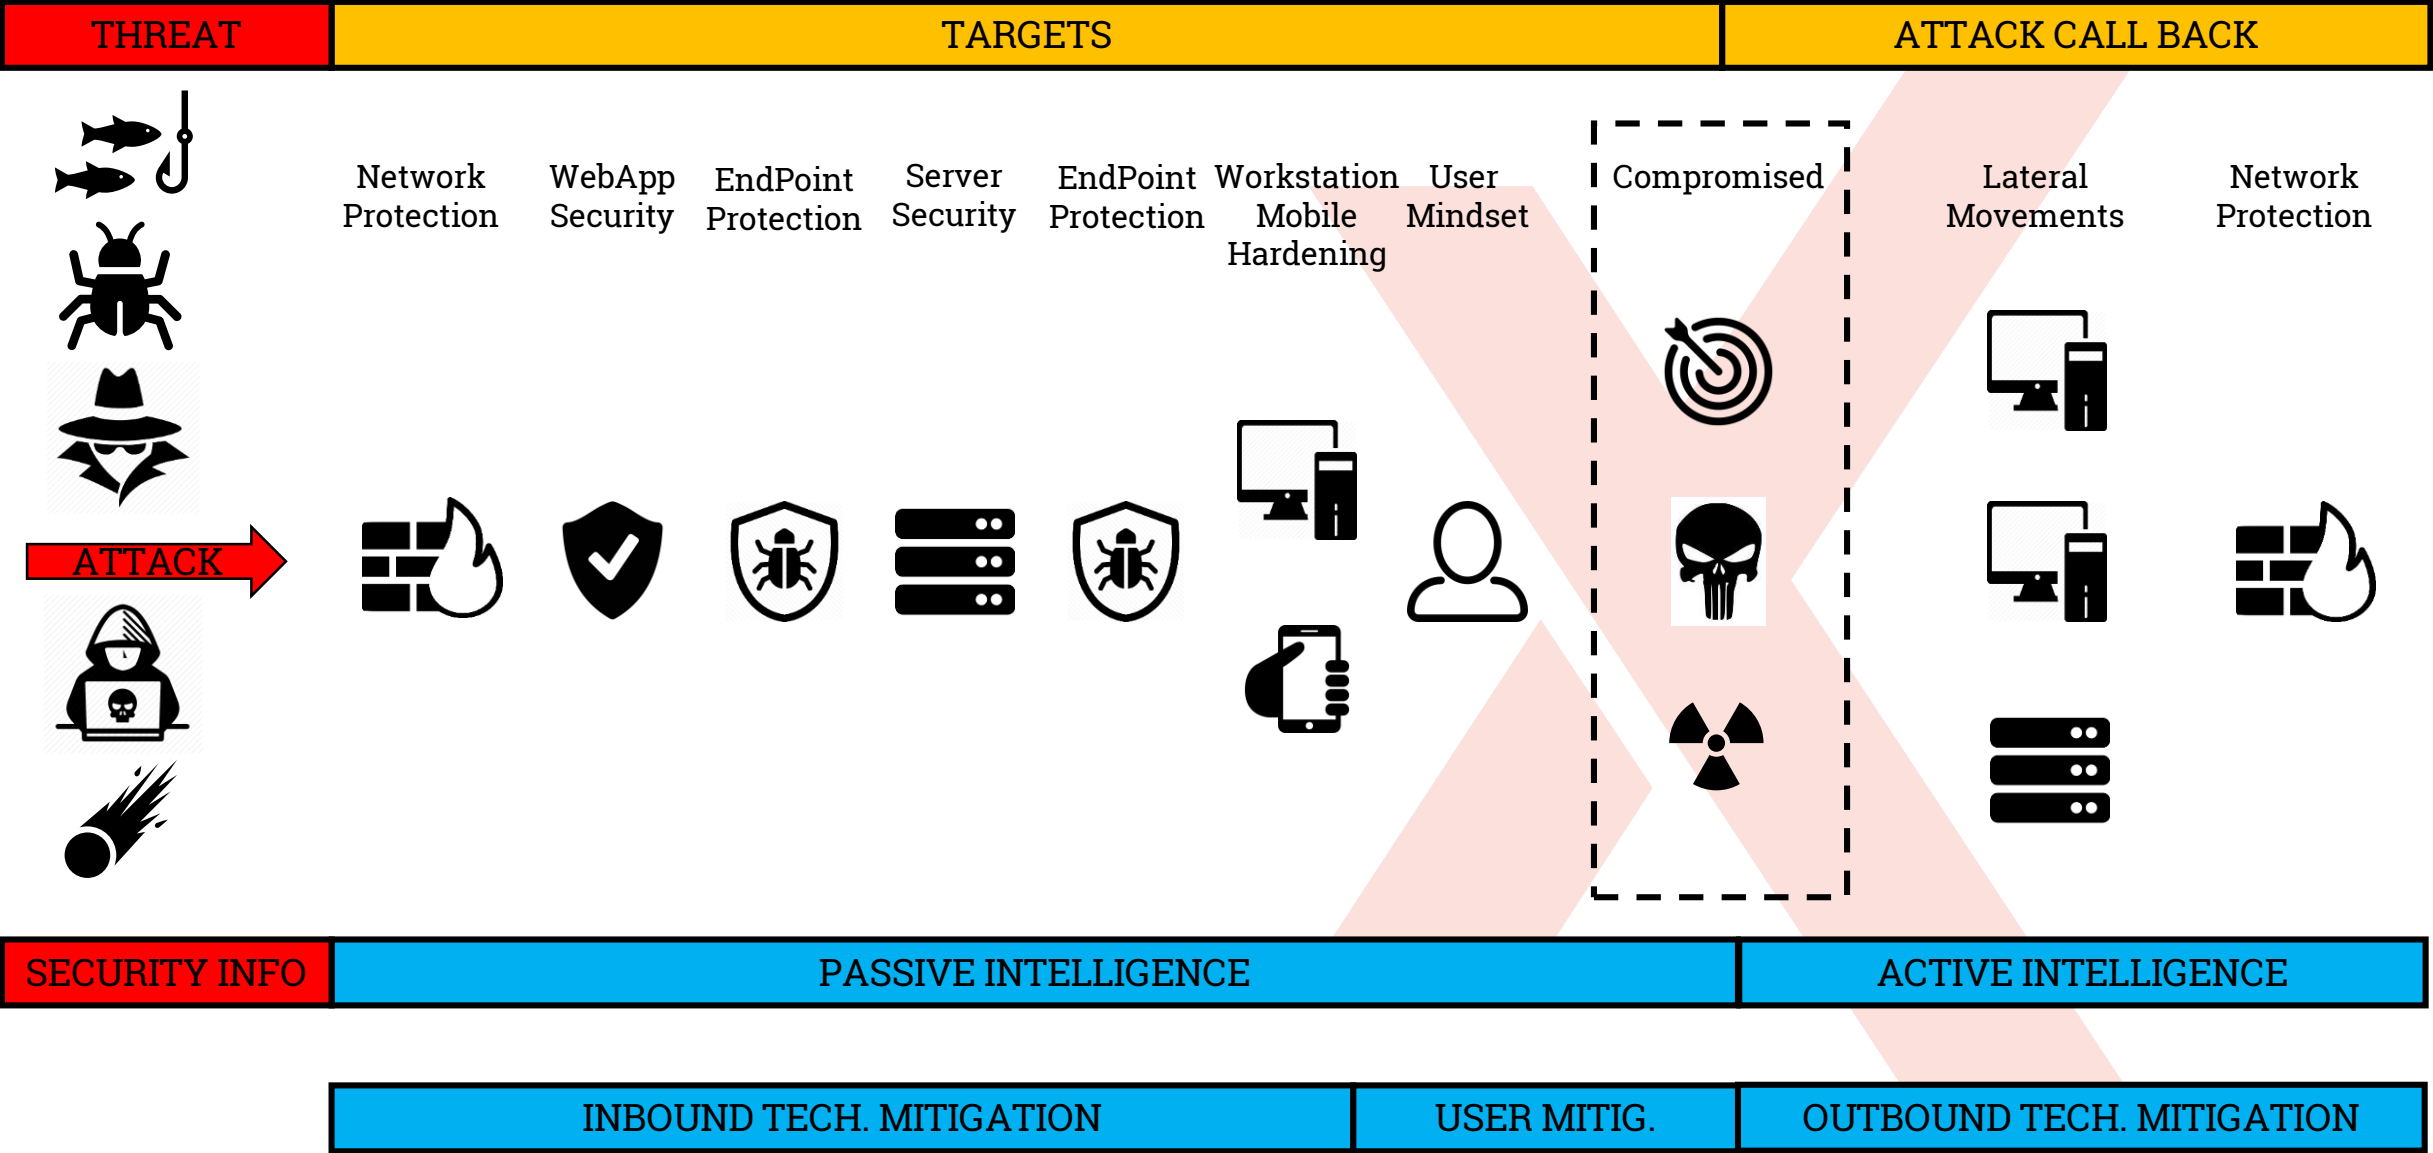 THREAT
TARGETS
ATTACK CALL BACK
Network
Protection
WebApp
Security
EndPoint
Protection
Server
Security
EndPoint
Protection
Workstation
Mobile
Hardening
User
Mindset
Compromised
Lateral
Movements
Network
Protection
ATTACK
SECURITY INFO
PASSIVE INTELLIGENCE
ACTIVE INTELLIGENCE
INBOUND TECH. MITIGATION
USER MITIG.
OUTBOUND TECH. MITIGATION